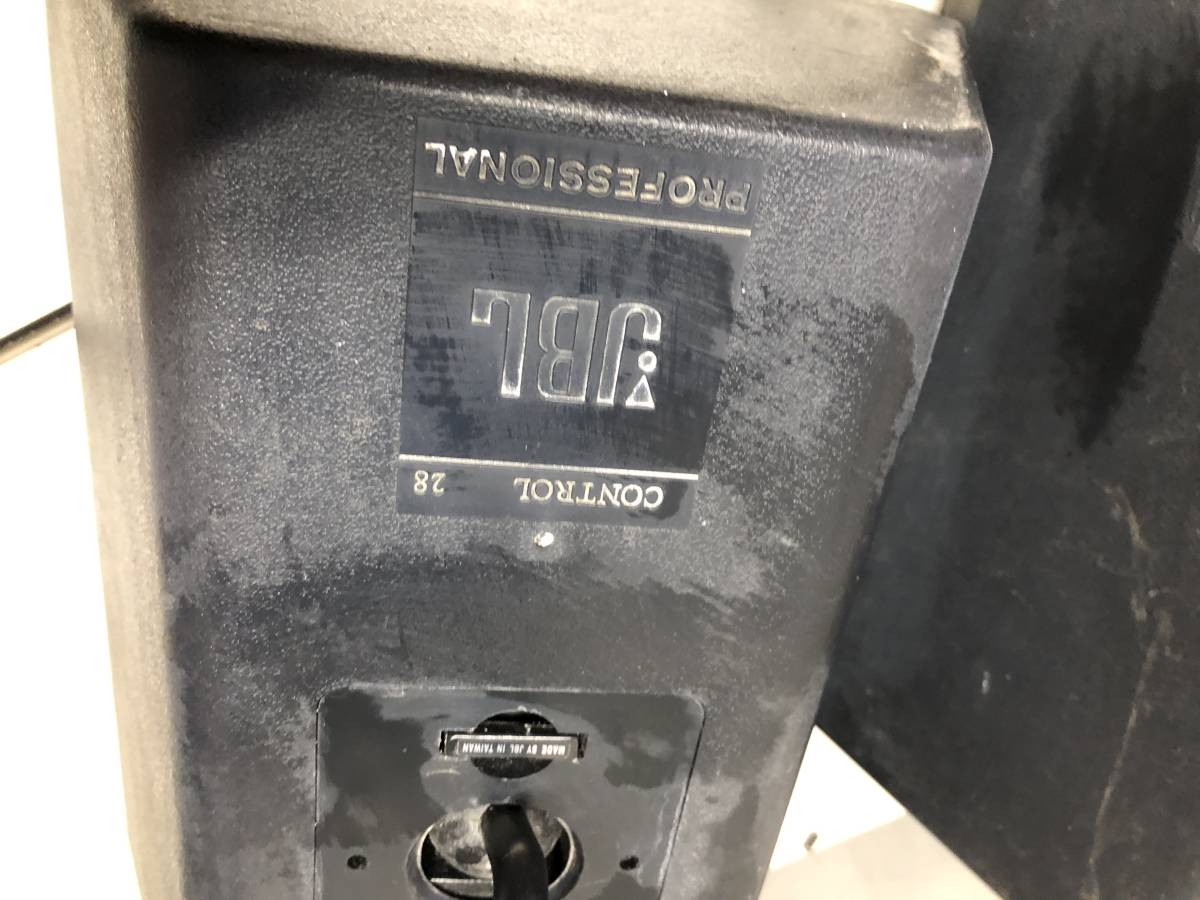 CONTROL 28
JBL
PROFESSIONAL
MADE BY JBL IN TAIWAN